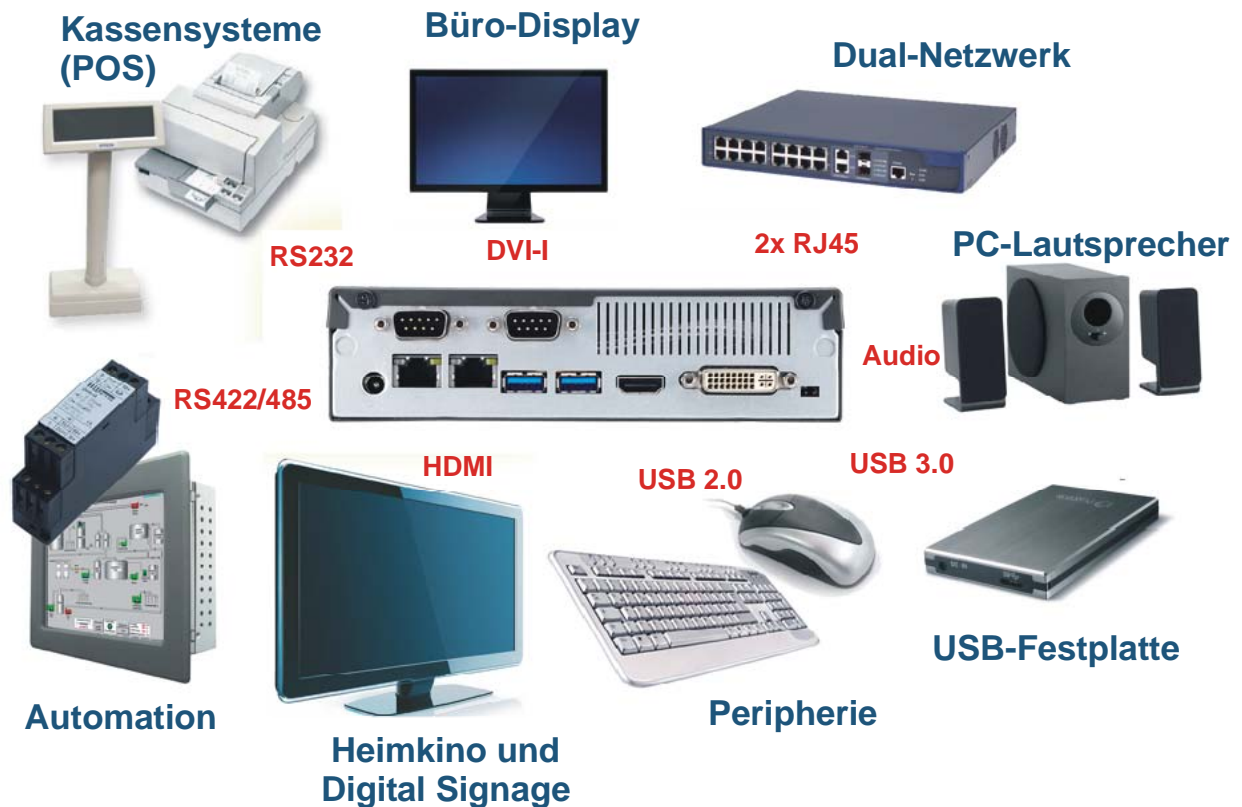 Kassensysteme
(POS)
Büro-Display
Dual-Netzwerk
RS232
DVI-I
2x RJ45
PC-Lautsprecher
Audio
RS422/485
HDMI
USB 2.0
USB 3.0
USB-Festplatte
Peripherie
Automation
Heimkino und
Digital Signage